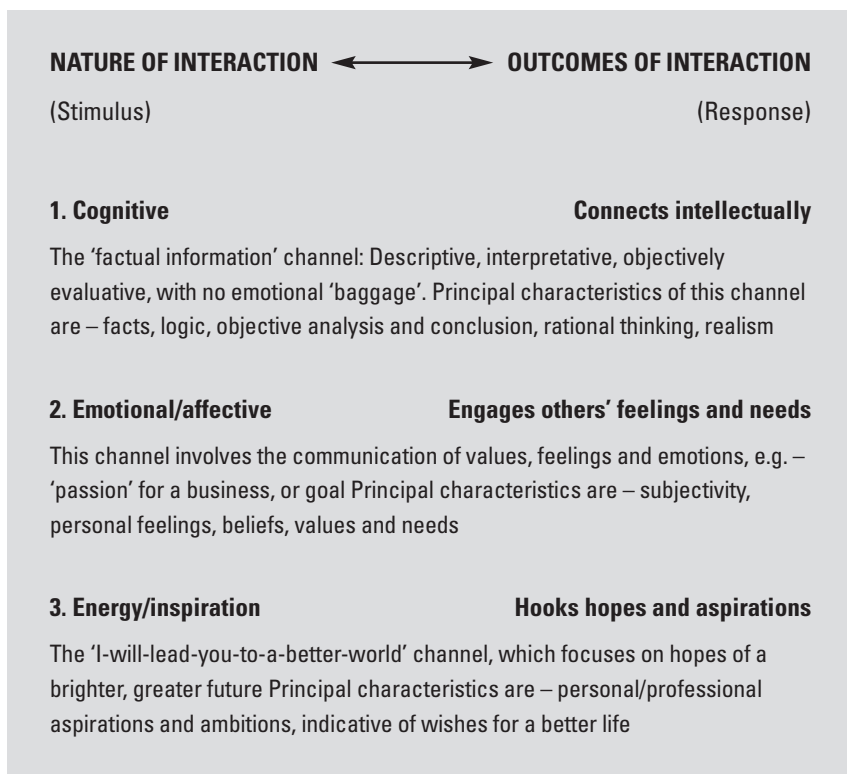 NATURE OF INTERACTION ⟷ OUTCOMES OF INTERACTION
(Stimulus) (Response)
1. Cognitive Connects intellectually
The ‘factual information’ channel: Descriptive, interpretative, objectively
evaluative, with no emotional ‘baggage’. Principal characteristics of this channel
are – facts, logic, objective analysis and conclusion, rational thinking, realism
2. Emotional/affective Engages others’ feelings and needs
This channel involves the communication of values, feelings and emotions, e.g. –
‘passion’ for a business, or goal Principal characteristics are – subjectivity,
personal feelings, beliefs, values and needs
3. Energy/inspiration Hooks hopes and aspirations
The ‘I-will-lead-you-to-a-better-world’ channel, which focuses on hopes of a
brighter, greater future Principal characteristics are – personal/professional
aspirations and ambitions, indicative of wishes for a better life